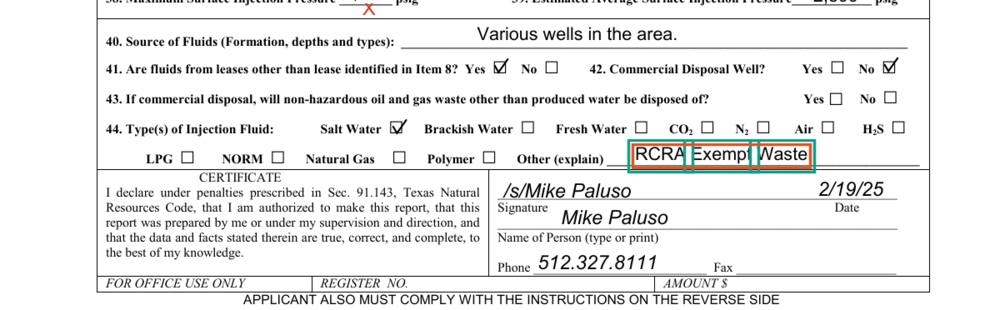 40. Source of Fluids (Formation, depths and types): Various wells in the area.
41. Are fluids from leases other than lease identified in Item 8? Yes ☑ No ☐ 42. Commercial Disposal Well? Yes ☐ No ☑
43. If commercial disposal, will non-hazardous oil and gas waste other than produced water be disposed of? Yes ☐ No ☐
44. Type(s) of Injection Fluid: Salt Water ☑ Brackish Water ☐ Fresh Water ☐ CO₂ ☐ N₂ ☐ Air ☐ H₂S ☐
LPG ☐ NORM ☐ Natural Gas ☐ Polymer ☐ Other (explain) RCRA Exempt Waste
CERTIFICATE
I declare under penalties prescribed in Sec. 91.143, Texas Natural
Resources Code, that I am authorized to make this report, that this
report was prepared by me or under my supervision and direction, and
that the data and facts stated therein are true, correct, and complete, to
the best of my knowledge.
/s/Mike Paluso 2/19/25
Signature Date
Mike Paluso
Name of Person (type or print)
Phone 512.327.8111 Fax
FOR OFFICE USE ONLY REGISTER NO. AMOUNT $
APPLICANT ALSO MUST COMPLY WITH THE INSTRUCTIONS ON THE REVERSE SIDE